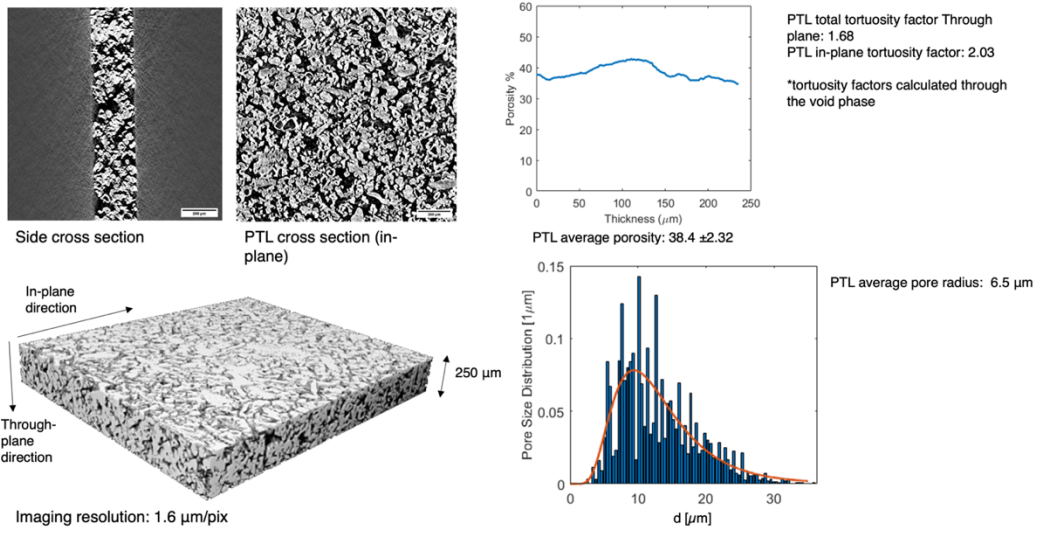 Side cross section
PTL cross section (in-
plane)
60
50
40
30
20
10
0
Porosity %
0 50 100 150 200 250
Thickness (μm)
PTL average porosity: 38.4 ±2.32
PTL total tortuosity factor Through
plane: 1.68
PTL in-plane tortuosity factor: 2.03
*tortuosity factors calculated through
the void phase
In-plane
direction
Through-
plane
direction
250 μm
Imaging resolution: 1.6 μm/pix
0.15
0.1
0.05
0
Pore Size Distribution [1/μm]
0 10 20 30
d [μm]
PTL average pore radius: 6.5 μm